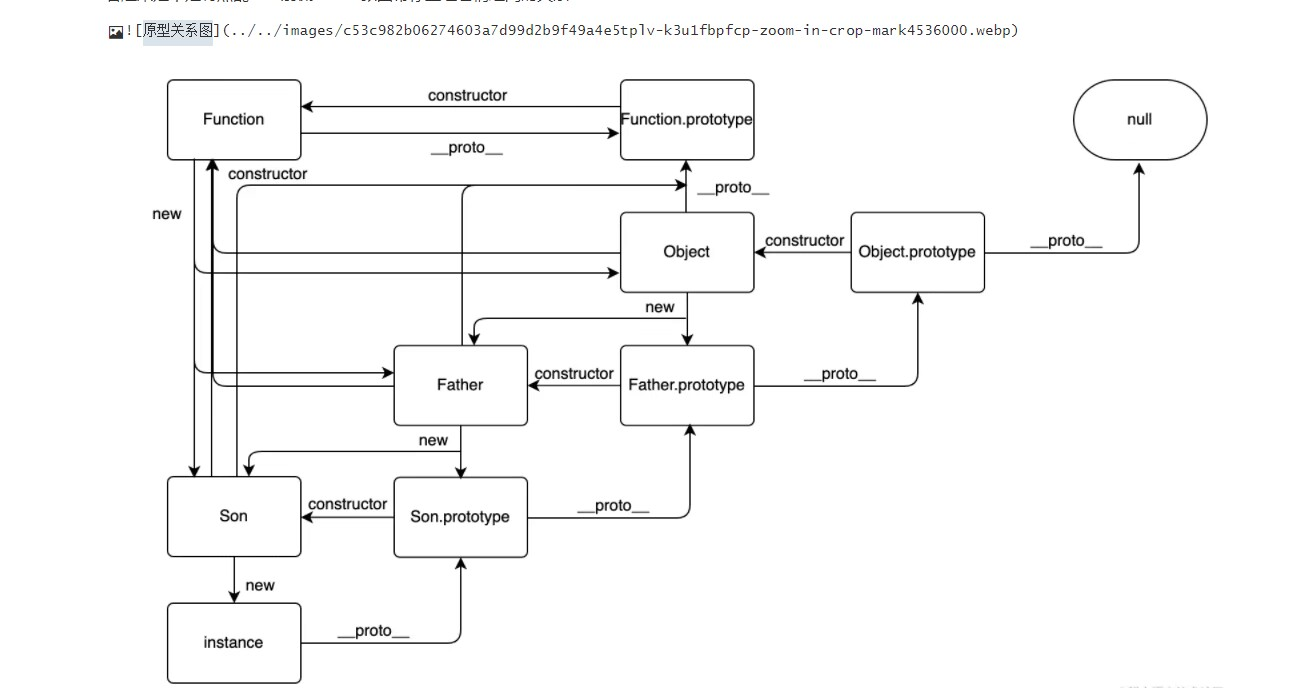 ![原型关系图](../../images/c53c982b06274603a7d99d2b9f49a4e5tplv-k3u1fbpfcp-zoom-in-crop-mark4536000.webp)
constructor
Function
Function.prototype
null
__proto__
constructor
__proto__
new
Object
constructor
Object.prototype
__proto__
new
Father
constructor
Father.prototype
__proto__
new
Son
constructor
Son.prototype
__proto__
new
instance
__proto__